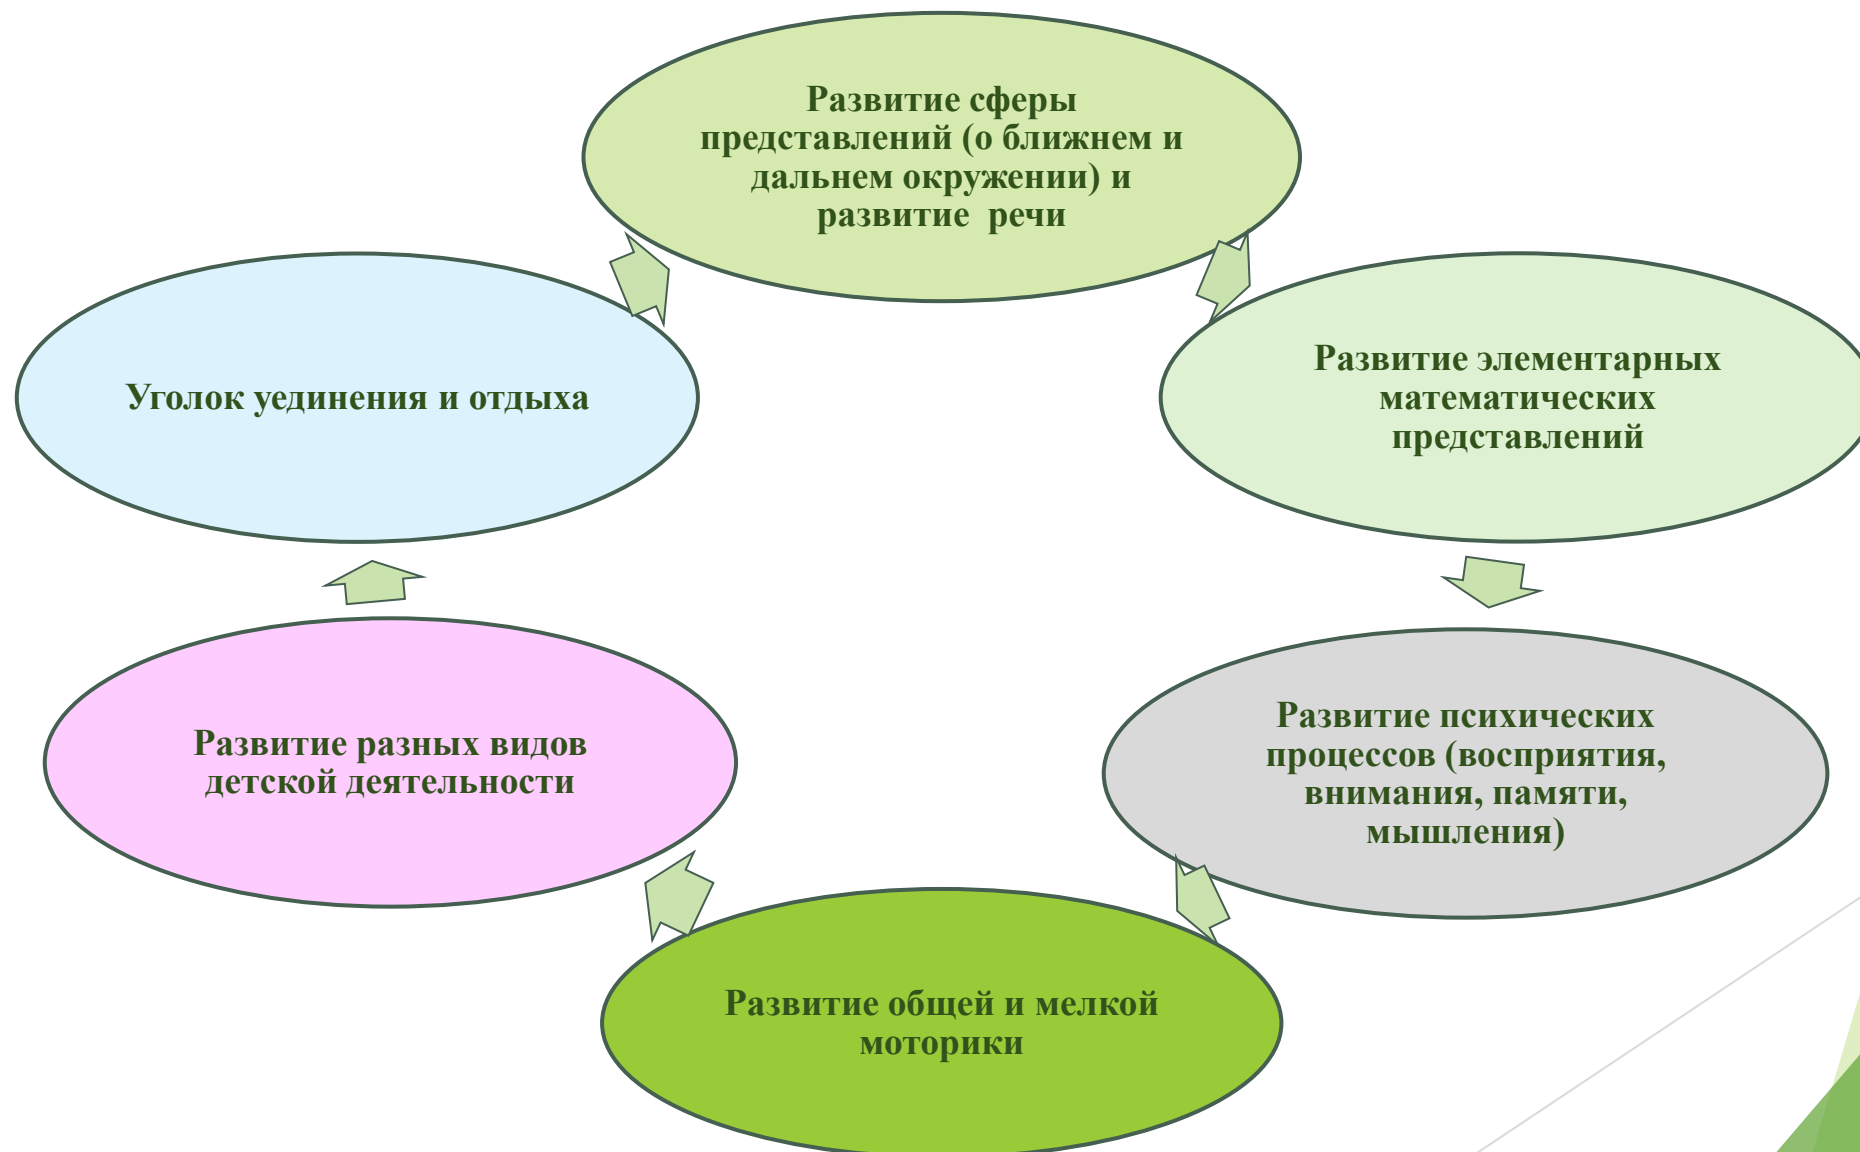 Развитие сферы
представлений (о ближнем и
дальнем окружении) и
развитие  речи
Развитие элементарных
математических
представлений
Развитие психических
процессов (восприятия,
внимания, памяти,
мышления)
Развитие общей и мелкой
моторики
Развитие разных видов
детской деятельности
Уголок уединения и отдыха